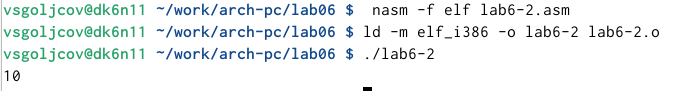 vsgoljcov@dk6n11 ~/work/arch-pc/lab06 $  nasm -f elf lab6-2.asm
vsgoljcov@dk6n11 ~/work/arch-pc/lab06 $ ld -m elf_i386 -o lab6-2 lab6-2.o
vsgoljcov@dk6n11 ~/work/arch-pc/lab06 $ ./lab6-2
10